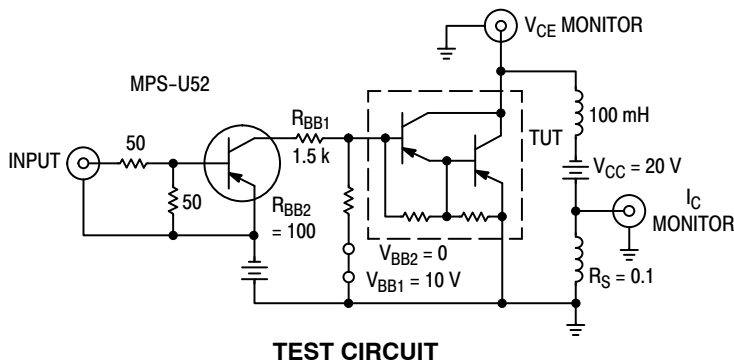 V_CE MONITOR
MPS-U52
R_BB1
1.5 k
50
INPUT
50
R_BB2
= 100
TUT
100 mH
V_CC = 20 V
I_C
MONITOR
V_BB2 = 0
V_BB1 = 10 V
R_S = 0.1
TEST CIRCUIT